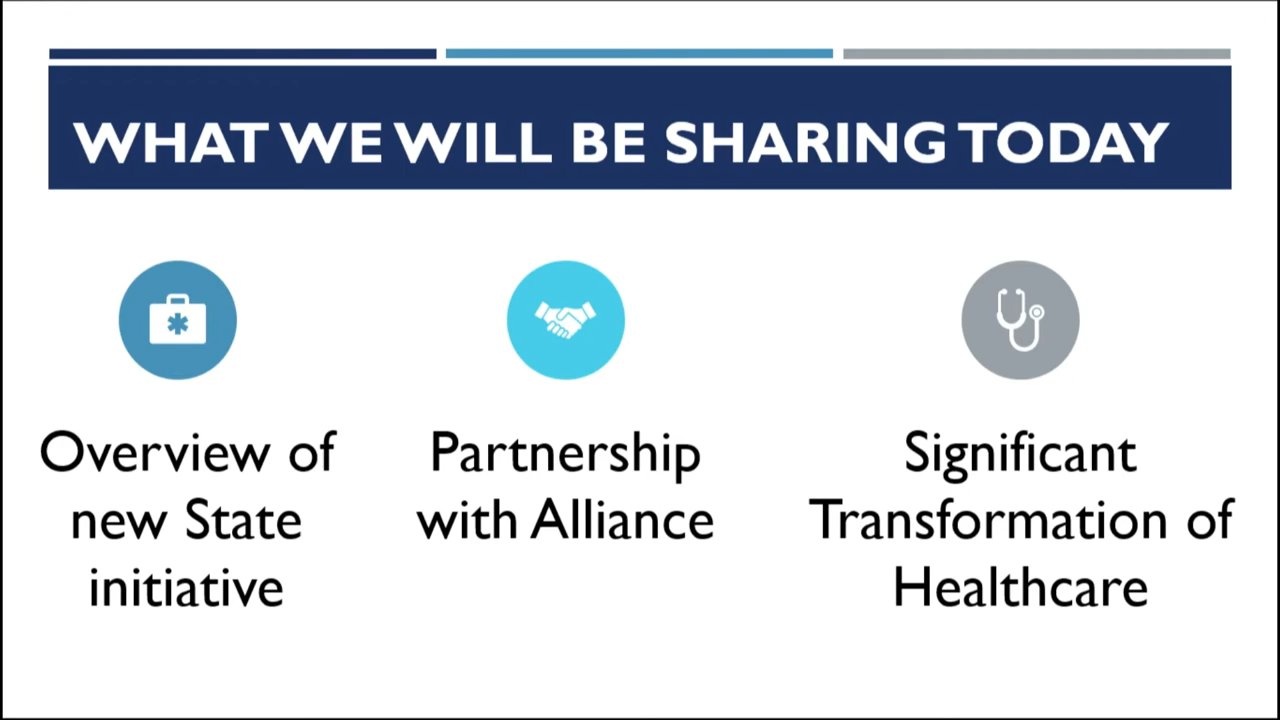 WHAT WE WILL BE SHARING TODAY
Overview of
new State
initiative
Partnership
with Alliance
Significant
Transformation of
Healthcare